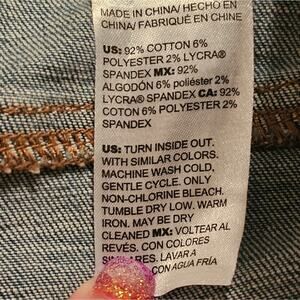 MADE IN CHINA/ HECHO EN
CHINA/ FABRIQUÉ EN CHINE
US: 92% COTTON 6%
POLYESTER 2% LYCRA®
SPANDEX MX: 92%
ALGODÓN 6% poliéster 2%
LYCRA® SPANDEX CA: 92%
COTON 6% POLYESTER 2%
SPANDEX
US: TURN INSIDE OUT.
WITH SIMILAR COLORS.
MACHINE WASH COLD,
GENTLE CYCLE. ONLY
NON-CHLORINE BLEACH.
TUMBLE DRY LOW. WARM
IRON. MAY BE DRY
CLEANED MX: VOLTEAR AL
REVÉS. CON COLORES
LAVAR A
CON AGUA FRÍA